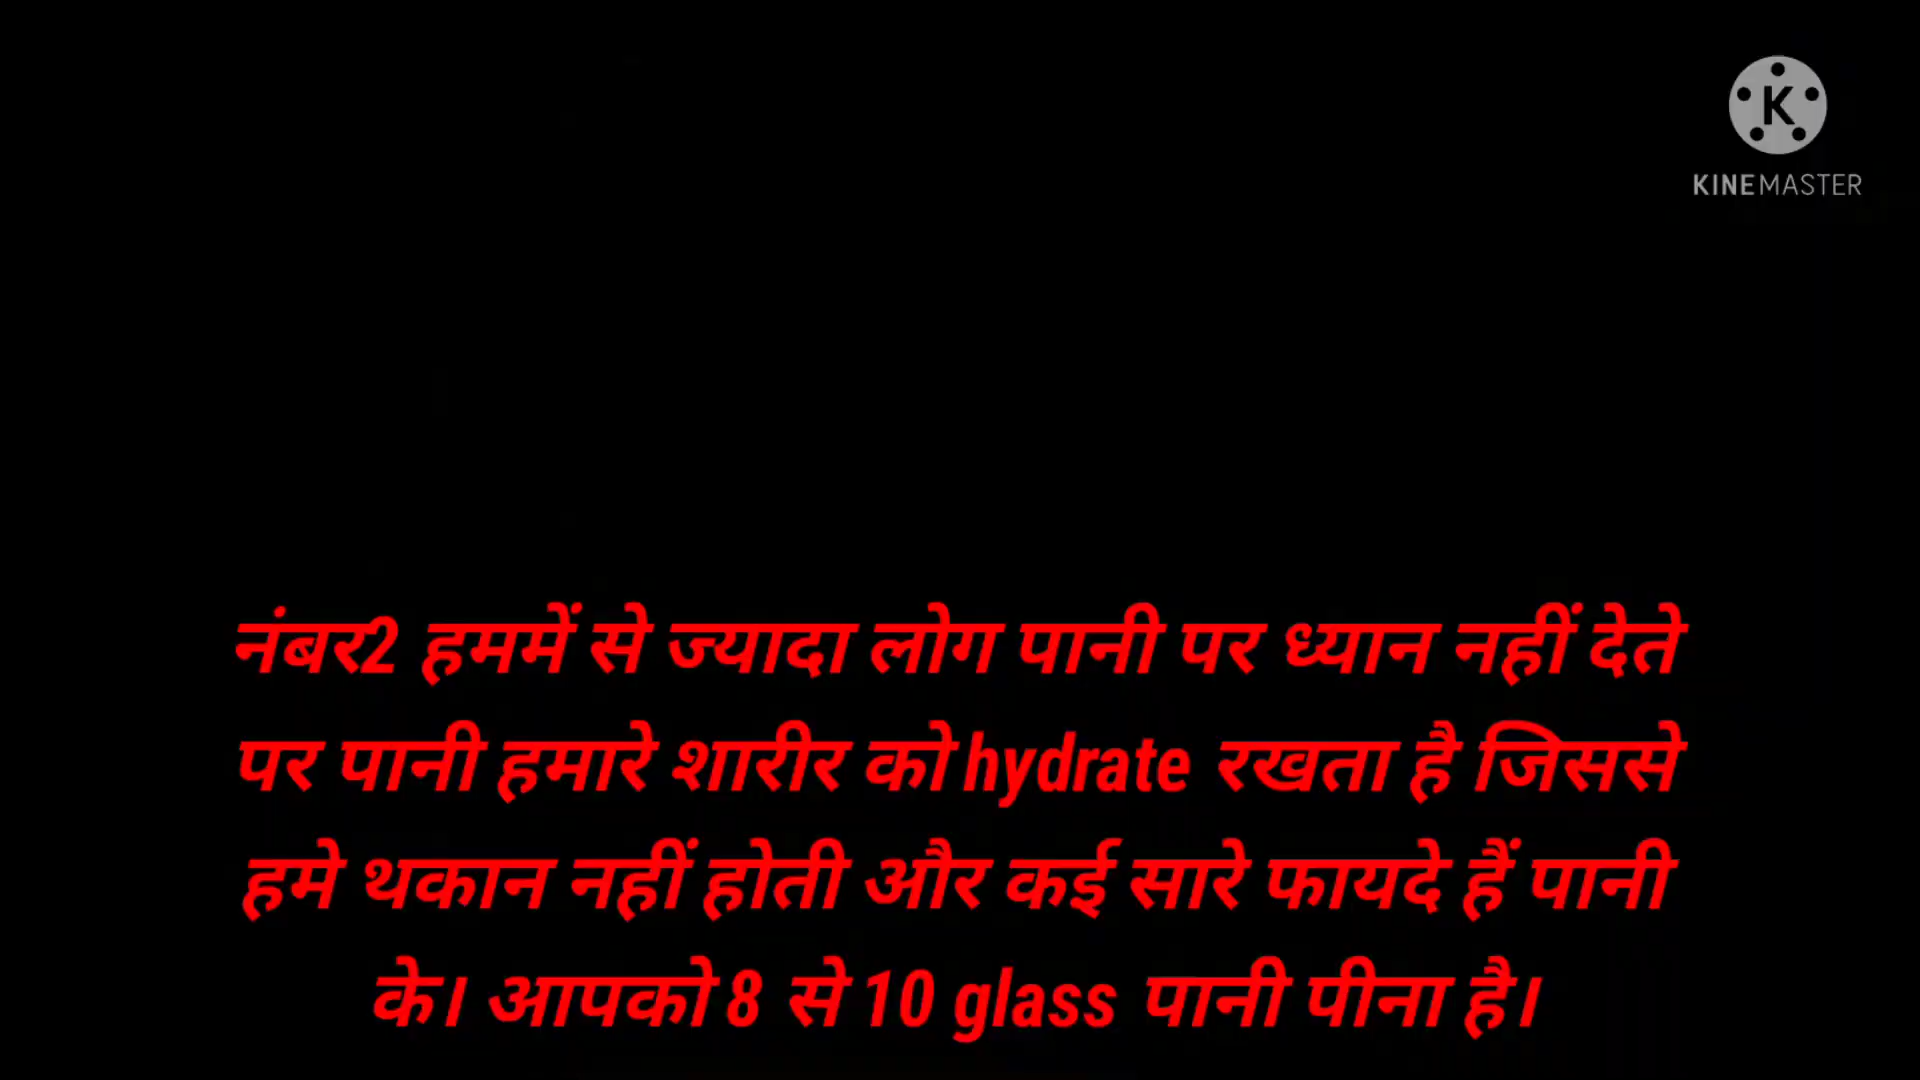 KINEMASTER
नंबर2 हममें से ज्यादा लोग पानी पर ध्यान नहीं देते
पर पानी हमारे शारीर को hydrate रखता है जिससे
हमे थकान नहीं होती और कई सारे फायदे हैं पानी
के। आपको 8 से 10 glass पानी पीना है।